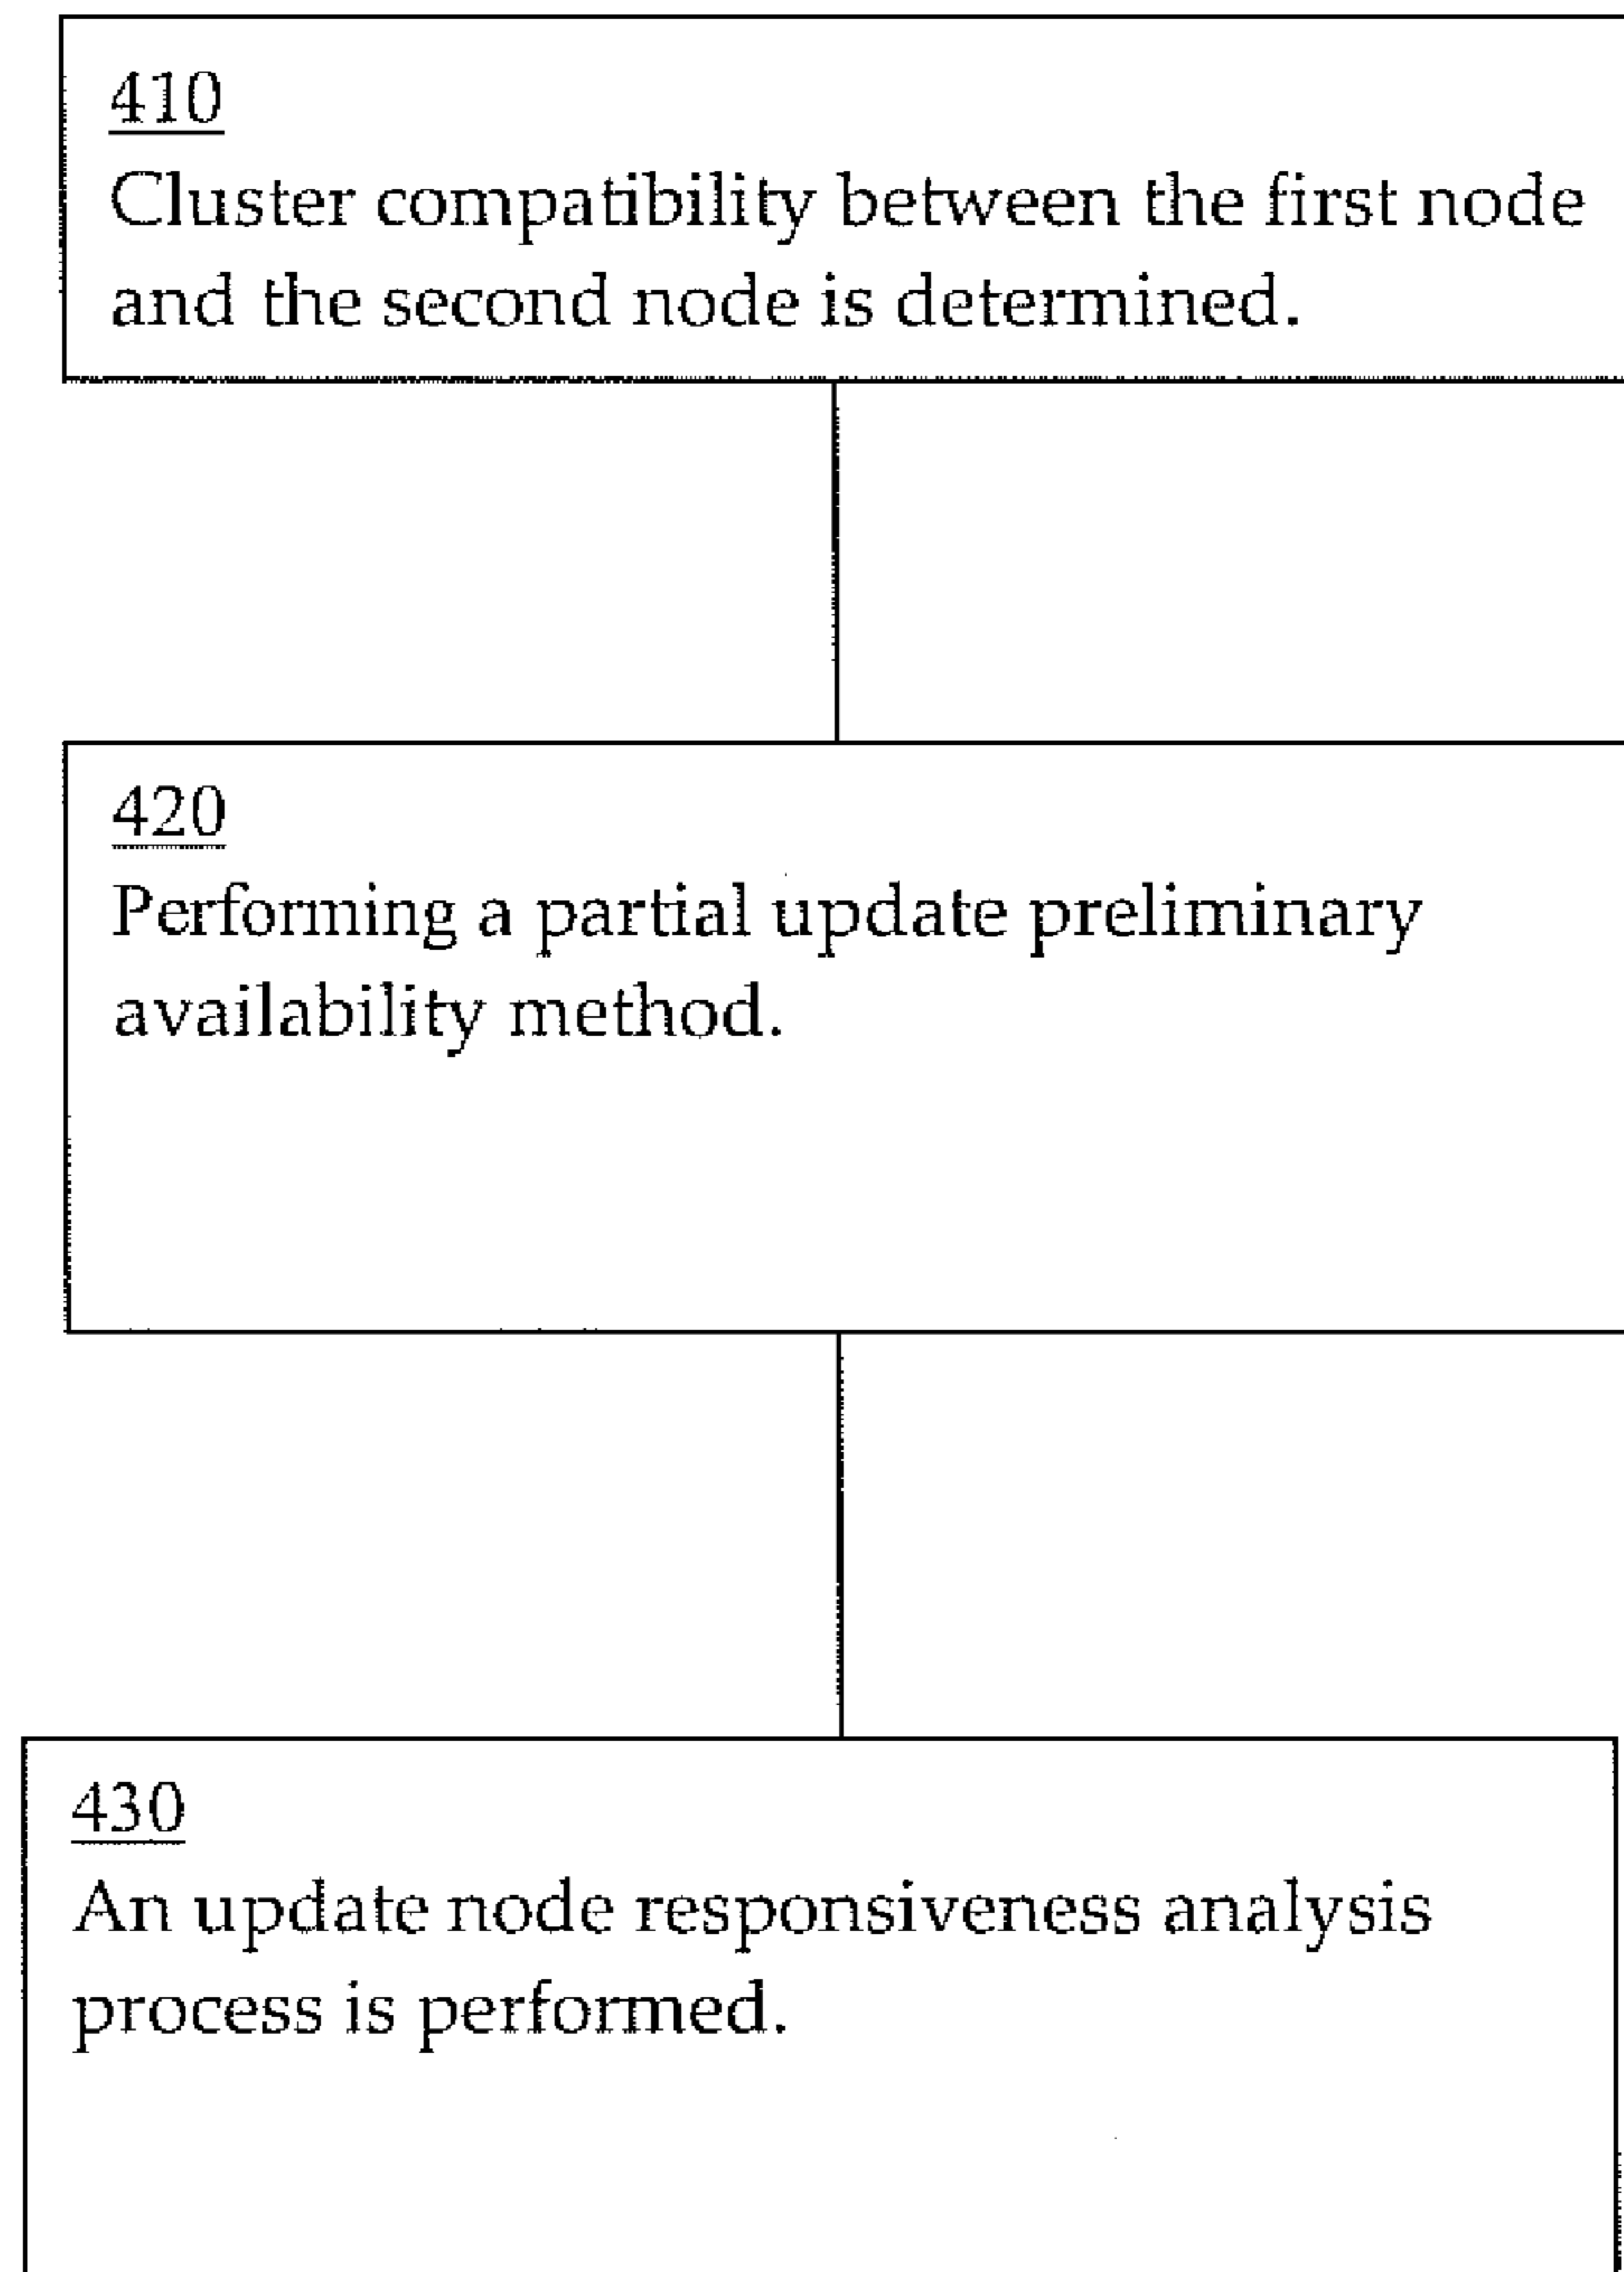 410
Cluster compatibility between the first node
and the second node is determined.
420
Performing a partial update preliminary
availability method.
430
An update node responsiveness analysis
process is performed.